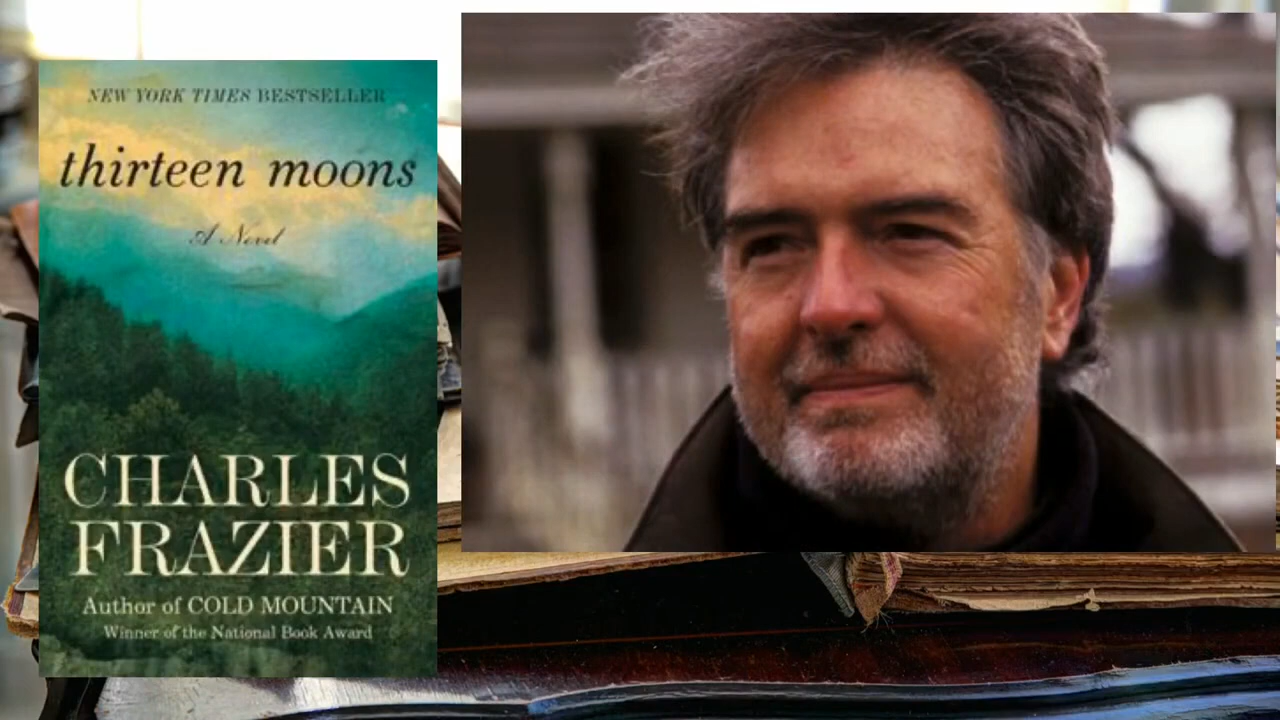 NEW YORK TIMES BESTSELLER
thirteen moons
A Novel
CHARLES
FRAZIER
Author of COLD MOUNTAIN
Winner of the National Book Award